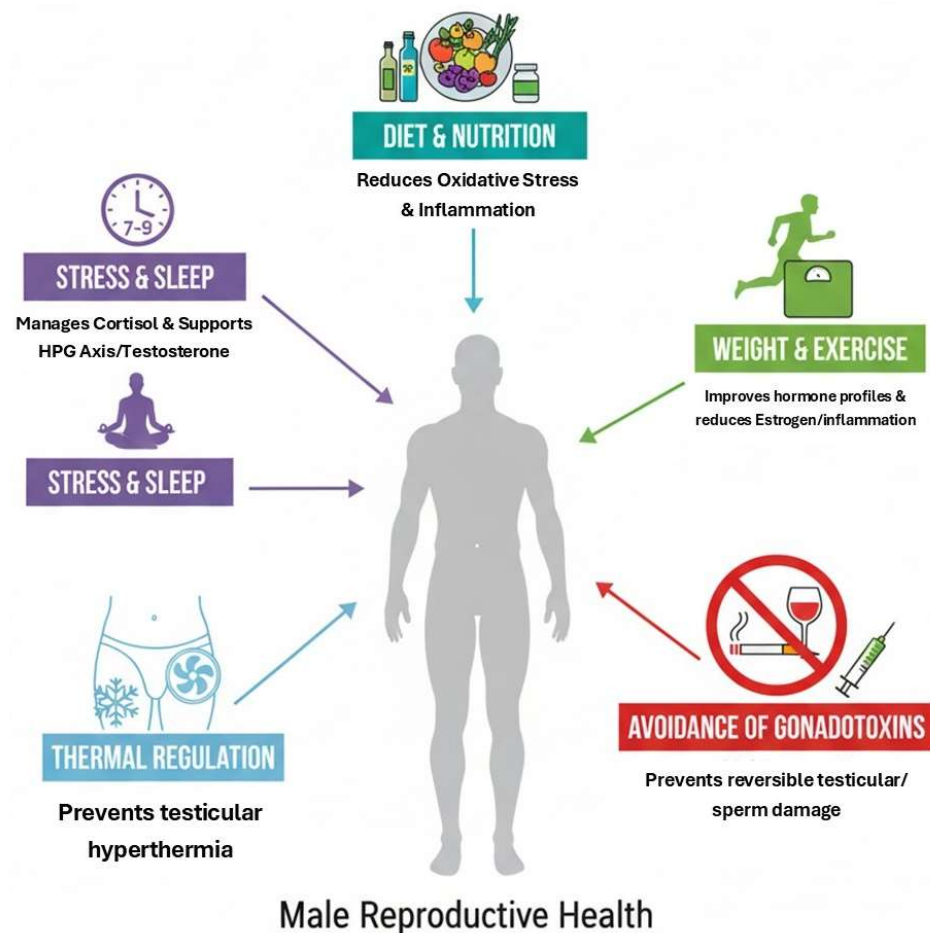 DIET & NUTRITION
Reduces Oxidative Stress
& Inflammation
7-9
STRESS & SLEEP
Manages Cortisol & Supports
HPG Axis/Testosterone
STRESS & SLEEP
WEIGHT & EXERCISE
Improves hormone profiles &
reduces Estrogen/inflammation
THERMAL REGULATION
Prevents testicular
hyperthermia
AVOIDANCE OF GONADOTOXINS
Prevents reversible testicular/
sperm damage
Male Reproductive Health